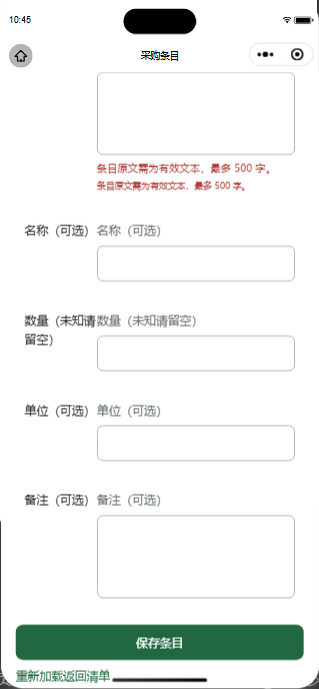 10:45
采购条目
条目原文需为有效文本，最多 500 字。
条目原文需为有效文本，最多 500 字。
名称（可选） 名称（可选）
数量（未知请留空） 数量（未知请留空）
单位（可选） 单位（可选）
备注（可选） 备注（可选）
保存条目
重新加载返回清单